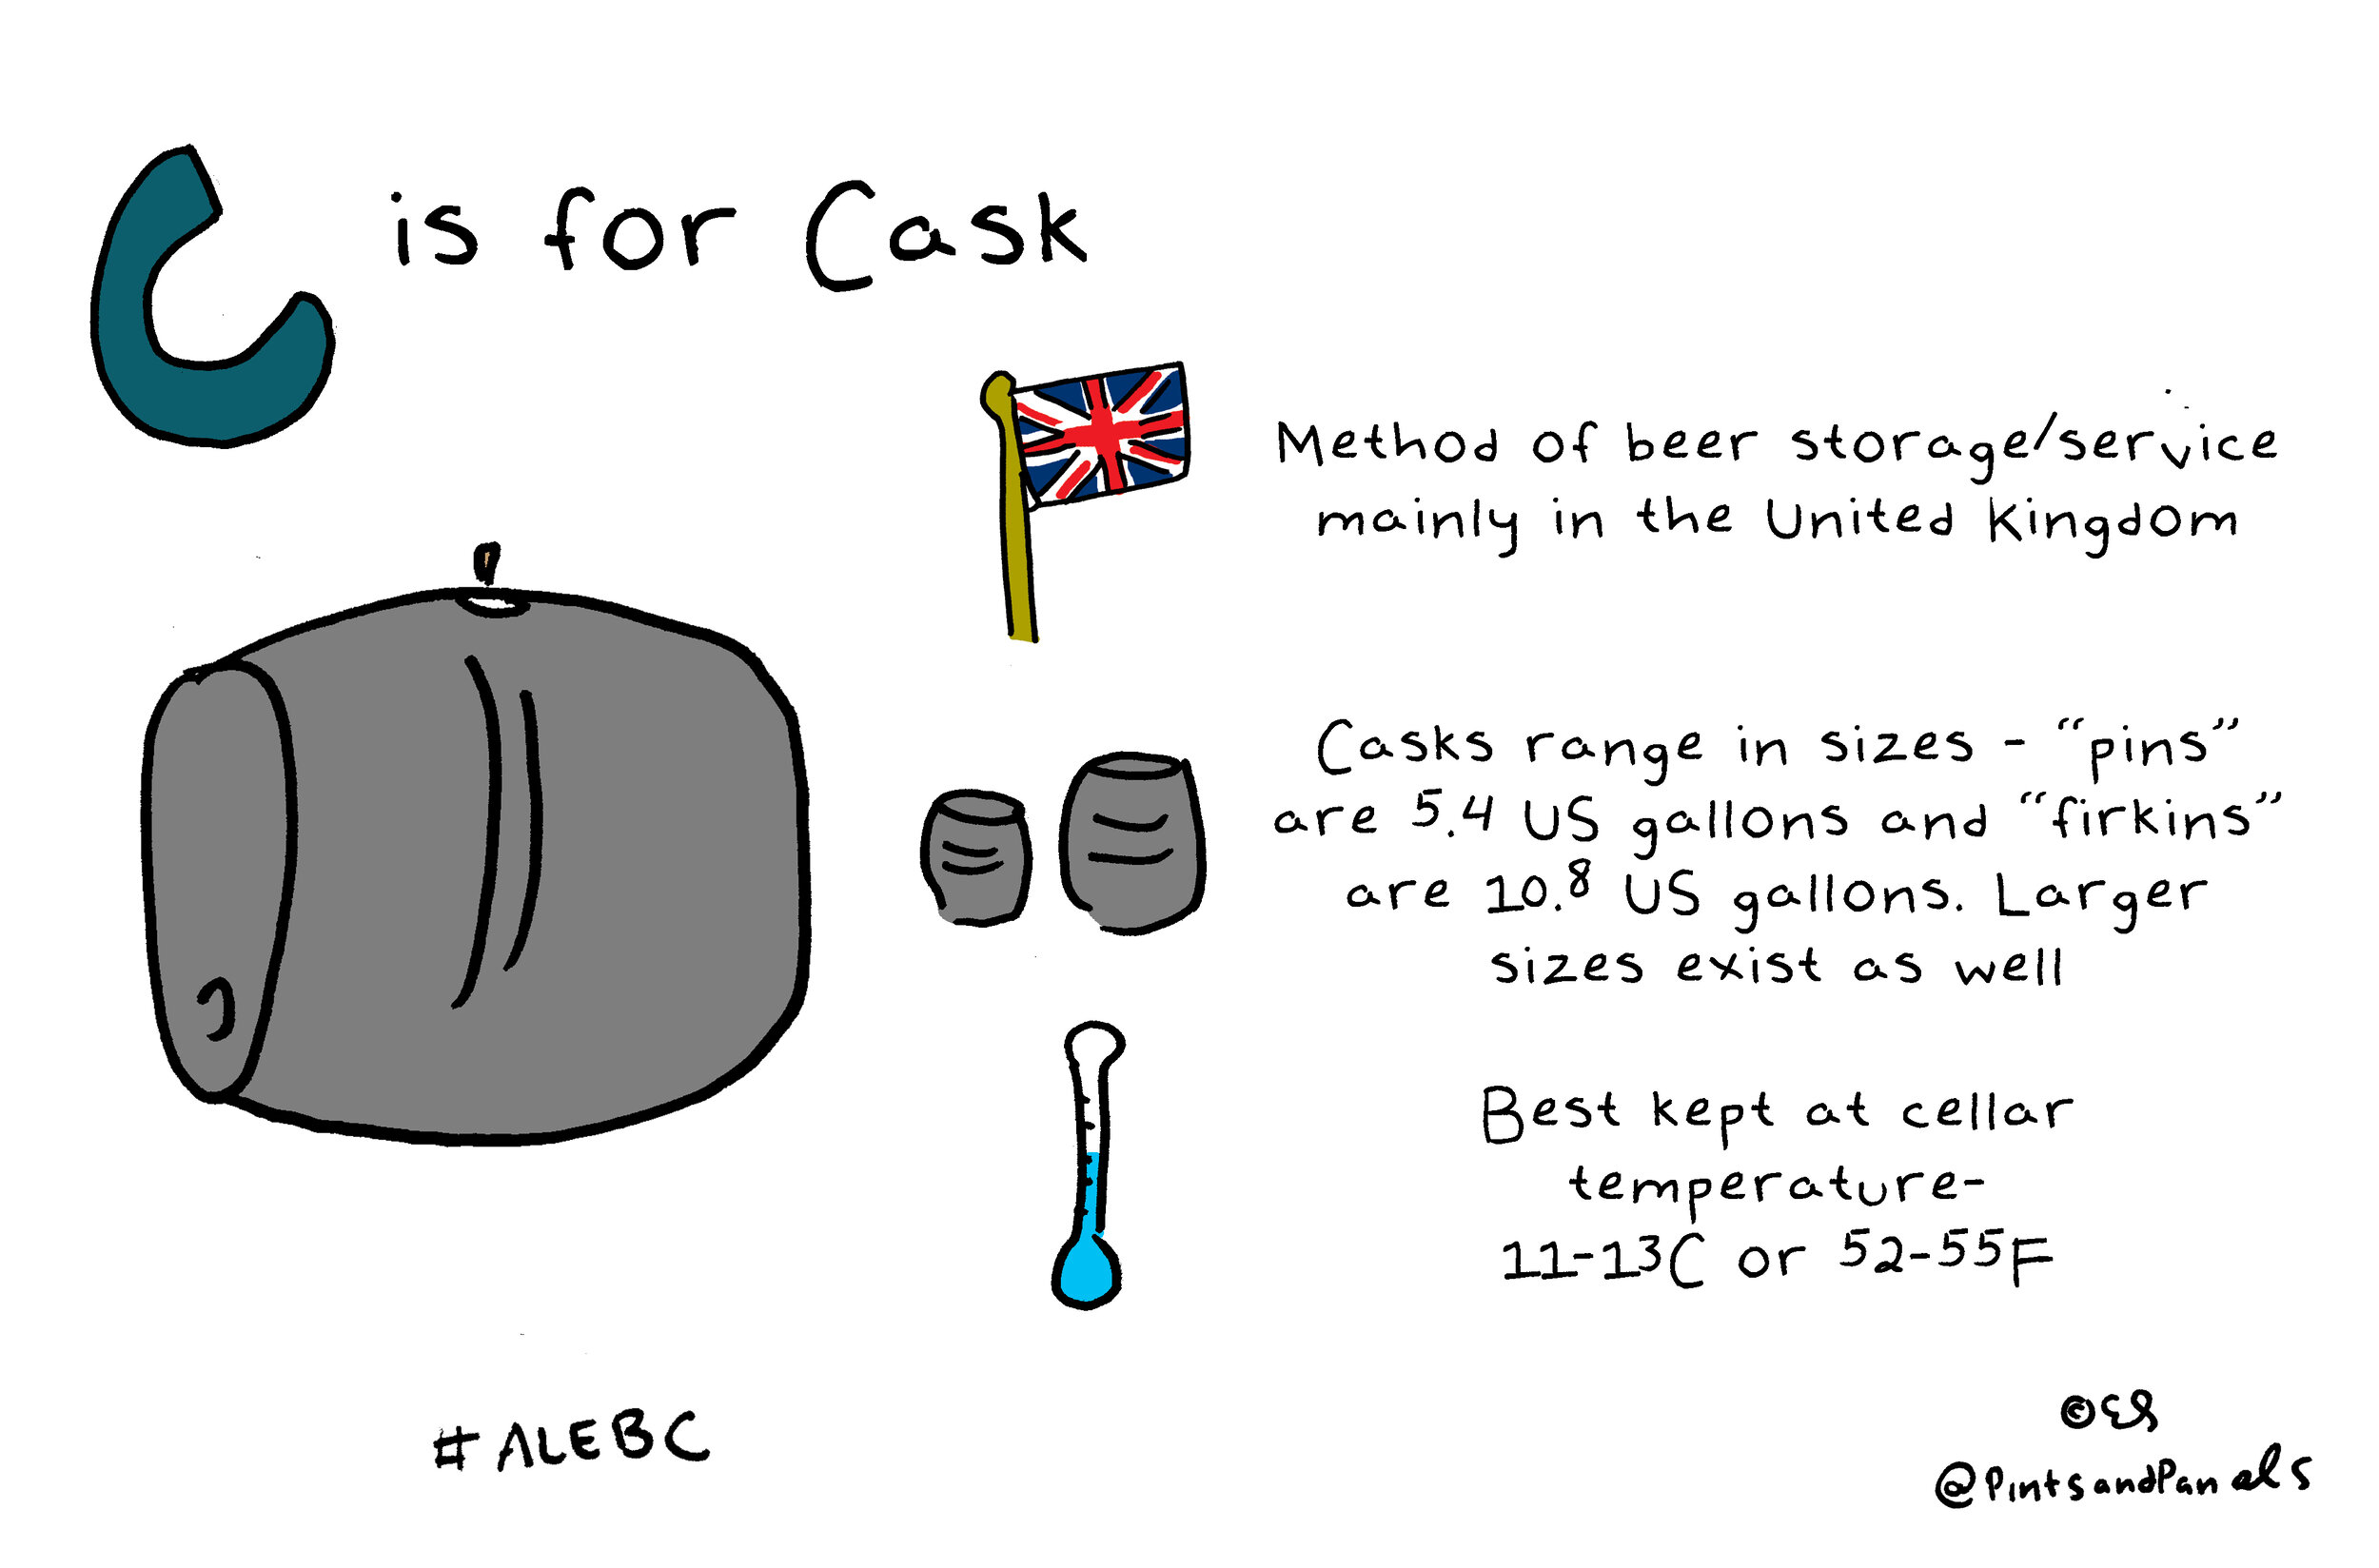 C is for Cask
Method of beer storage/service
mainly in the United Kingdom
Casks range in sizes - "pins"
are 5.4 US gallons and "firkins"
are 10.8 US gallons. Larger
sizes exist as well
Best kept at cellar
temperature-
11-13C or 52-55F
#ALEBC
©ES
@PintsandPanels